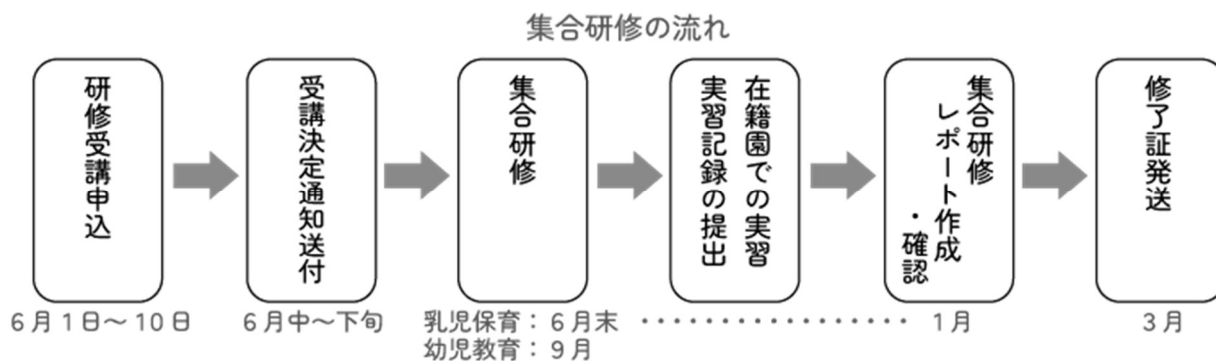 集合研修の流れ
研修受講申込
受講決定通知送付
集合研修
在籍園での実習
実習記録の提出
集合研修
レポート作成
・確認
修了証発送
6月1日〜10日
6月中〜下旬
乳児保育：6月末 ・・・・・・・・・・・・・・・・・・ 1月
幼児教育：9月
3月